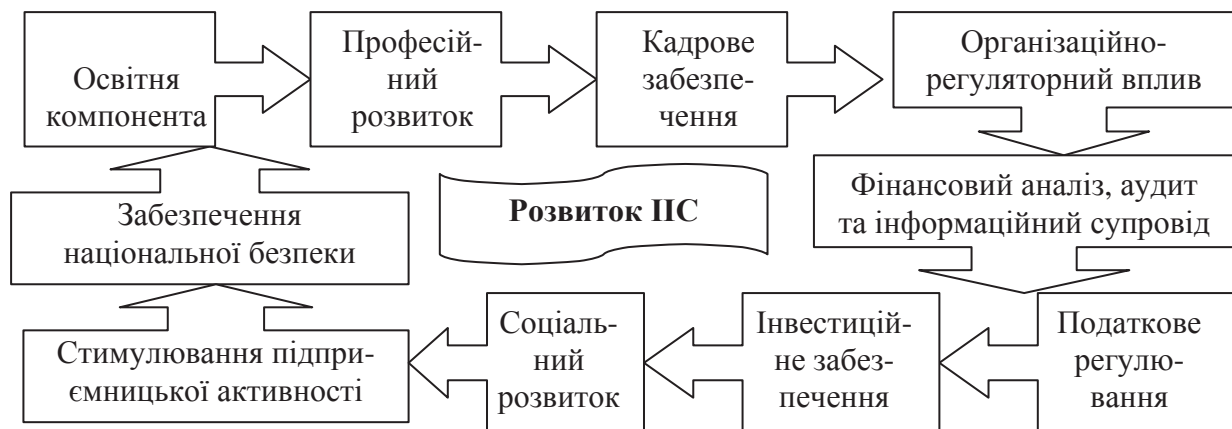 Освітня
компонента
Професій-
ний
розвиток
Кадрове
забезпе-
чення
Організаційно-
регуляторний вплив
Фінансовий аналіз, аудит
та інформаційний супровід
Забезпечення
національної безпеки
Розвиток ІІС
Стимулювання підпри-
ємницької активності
Соціаль-
ний
розвиток
Інвестицій-
не забез-
печення
Податкове
регулю-
вання